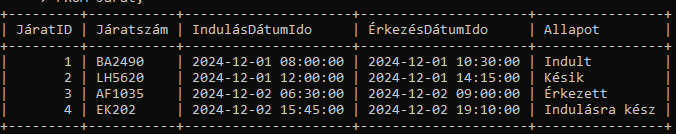 FROM Járat;
+----------+-----------+---------------------+---------------------+----------------+
| JáratID | Járatszám | IndulásDátumIdo | ÉrkezésDátumIdo | Allapot |
+----------+-----------+---------------------+---------------------+----------------+
| 1 | BA2490 | 2024-12-01 08:00:00 | 2024-12-01 10:30:00 | Indult |
| 2 | LH5620 | 2024-12-01 12:00:00 | 2024-12-01 14:15:00 | Késik |
| 3 | AF1035 | 2024-12-02 06:30:00 | 2024-12-02 09:00:00 | Érkezett |
| 4 | EK202 | 2024-12-02 15:45:00 | 2024-12-02 19:10:00 | Indulásra kész |
+----------+-----------+---------------------+---------------------+----------------+